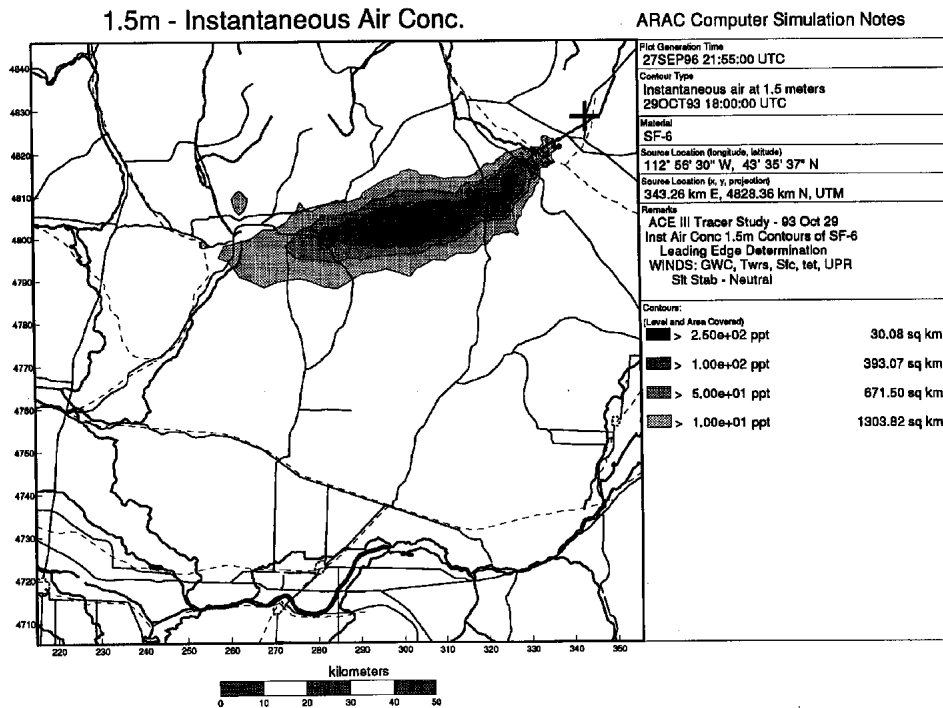 1.5m - Instantaneous Air Conc.
ARAC Computer Simulation Notes
Plot Generation Time
27SEP96 21:55:00 UTC
Contour Type
Instantaneous air at 1.5 meters
29OCT93 18:00:00 UTC
Material
SF-6
Source Location (longitude, latitude)
112° 56' 30" W, 43° 35' 37" N
Source Location (x, y, projection)
343.26 km E, 4828.36 km N, UTM
Remarks
ACE III Tracer Study - 93 Oct 29
Inst Air Conc 1.5m Contours of SF-6
Leading Edge Determination
WINDS: GWC, Twrs, Sfc, tet, UPR
Slt Stab - Neutral
Contours:
(Level and Area Covered)
> 2.50e+02 ppt 30.08 sq km
> 1.00e+02 ppt 393.07 sq km
> 5.00e+01 ppt 671.50 sq km
> 1.00e+01 ppt 1303.82 sq km
4840
4830
4820
4810
4800
4790
4780
4770
4760
4750
4740
4730
4720
4710
220 230 240 250 260 270 280 290 300 310 320 330 340 350
kilometers
0 10 20 30 40 50